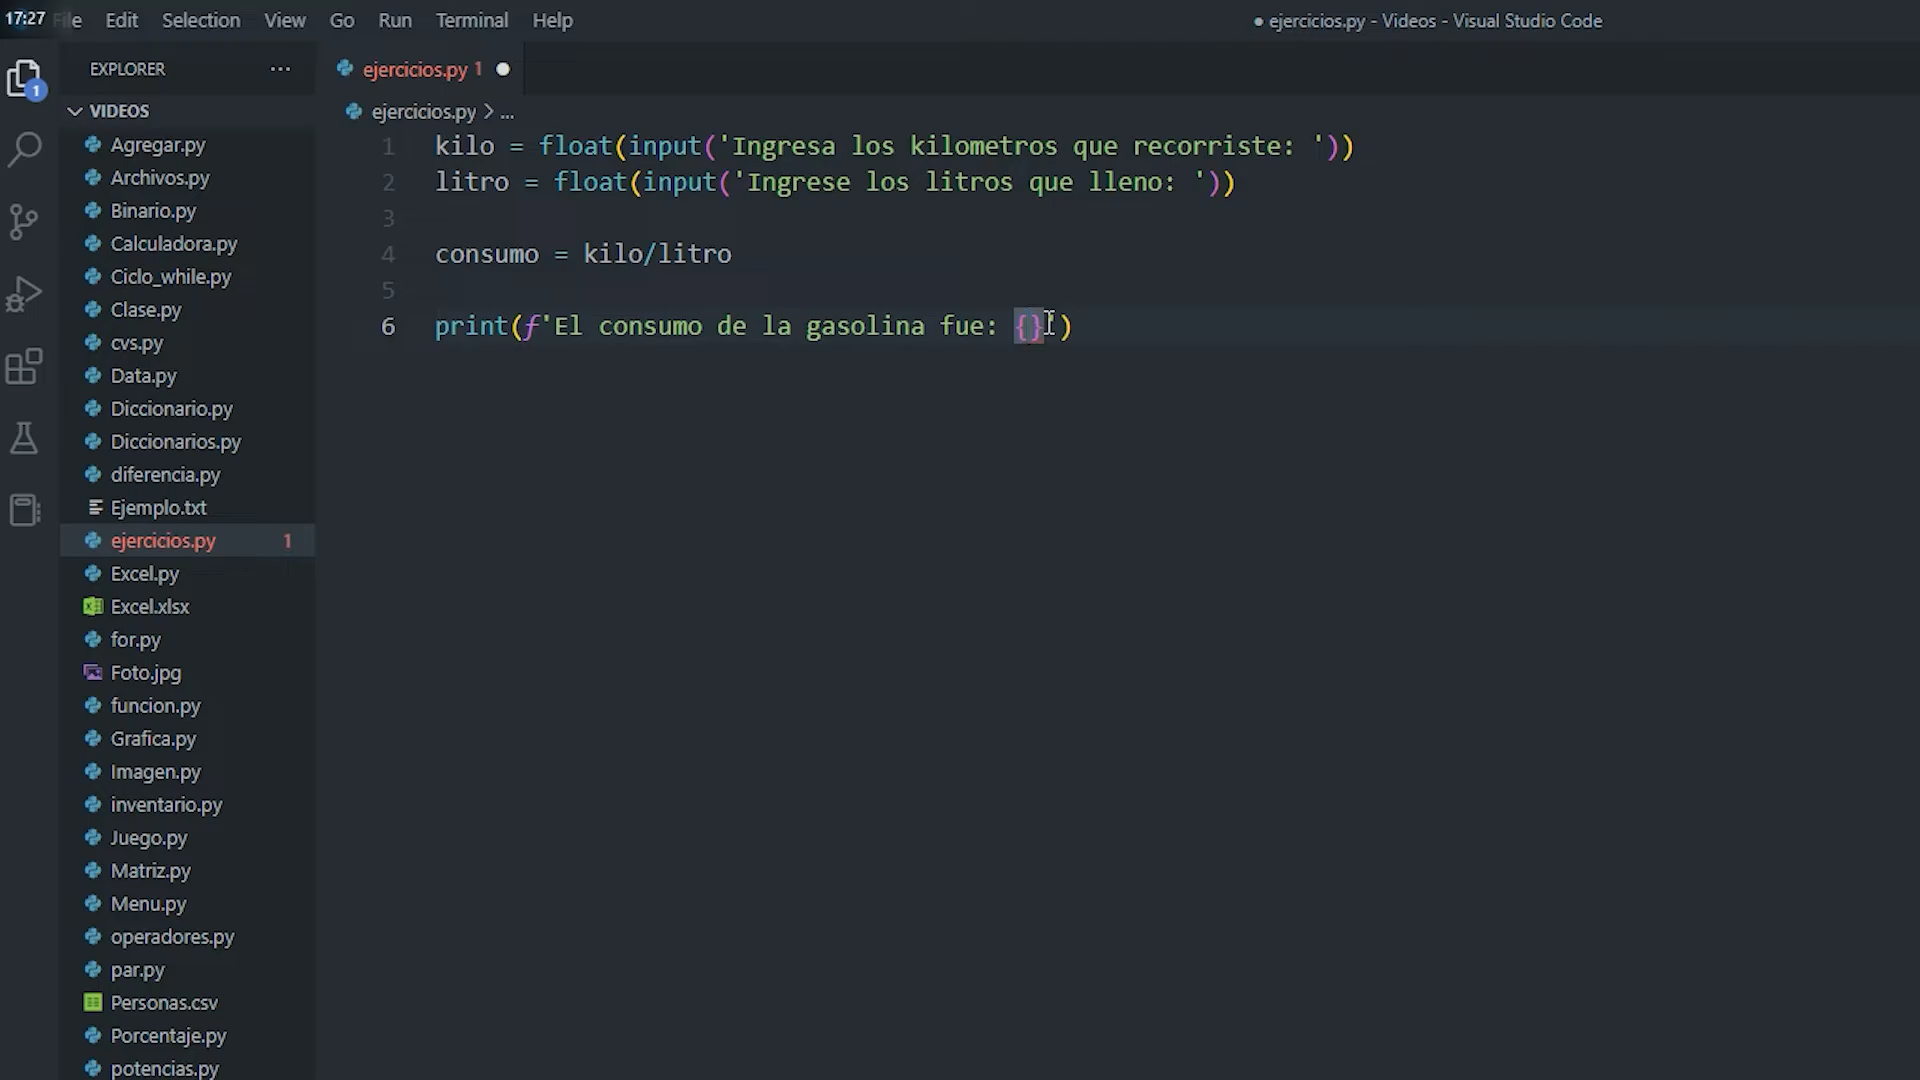 17:27 File Edit Selection View Go Run Terminal Help ● ejercicios.py - Videos - Visual Studio Code
EXPLORER ...
ejercicios.py 1
1
VIDEOS
ejercicios.py > ...
Agregar.py
Archivos.py
Binario.py
Calculadora.py
Ciclo_while.py
Clase.py
cvs.py
Data.py
Diccionario.py
Diccionarios.py
diferencia.py
Ejemplo.txt
ejercicios.py 1
Excel.py
Excel.xlsx
for.py
Foto.jpg
funcion.py
Grafica.py
Imagen.py
inventario.py
Juego.py
Matriz.py
Menu.py
operadores.py
par.py
Personas.csv
Porcentaje.py
potencias.py
1 kilo = float(input('Ingresa los kilometros que recorriste: '))
2 litro = float(input('Ingrese los litros que lleno: '))
3
4 consumo = kilo/litro
5
6 print(f'El consumo de la gasolina fue: {}')